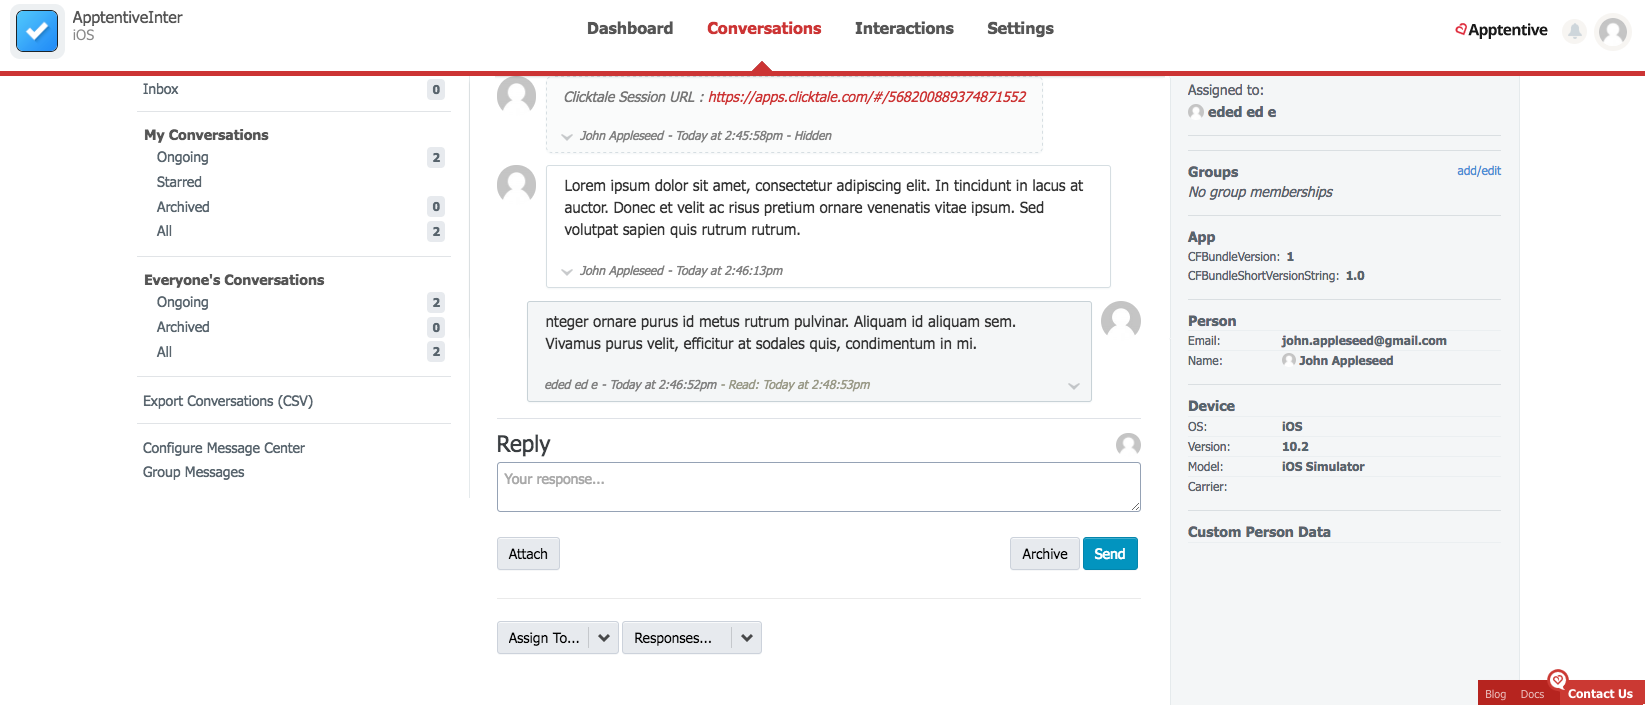 ApptentiveInter
iOS
Dashboard
Conversations
Interactions
Settings
Apptentive
Inbox
0
My Conversations
Ongoing
2
Starred
Archived
0
All
2
Everyone's Conversations
Ongoing
2
Archived
0
All
2
Export Conversations (CSV)
Configure Message Center
Group Messages
Clicktale Session URL : https://apps.clicktale.com/#/568200889374871552
John Appleseed - Today at 2:45:58pm - Hidden
Lorem ipsum dolor sit amet, consectetur adipiscing elit. In tincidunt in lacus at
auctor. Donec et velit ac risus pretium ornare venenatis vitae ipsum. Sed
volutpat sapien quis rutrum rutrum.
John Appleseed - Today at 2:46:13pm
nteger ornare purus id metus rutrum pulvinar. Aliquam id aliquam sem.
Vivamus purus velit, efficitur at sodales quis, condimentum in mi.
eded ed e - Today at 2:46:52pm - Read: Today at 2:48:53pm
Reply
Your response...
Attach
Archive
Send
Assign To...
Responses...
Assigned to:
eded ed e
Groups
add/edit
No group memberships
App
CFBundleVersion: 1
CFBundleShortVersionString: 1.0
Person
Email: john.appleseed@gmail.com
Name: John Appleseed
Device
OS: iOS
Version: 10.2
Model: iOS Simulator
Carrier:
Custom Person Data
Blog
Docs
Contact Us